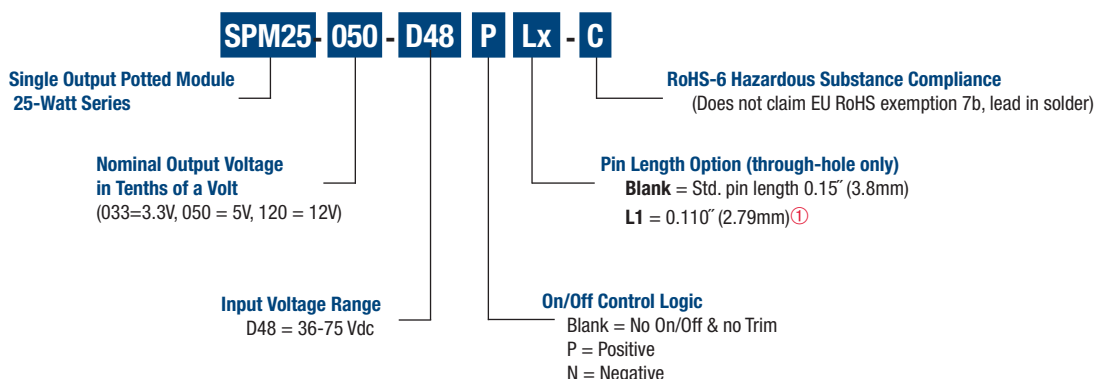 SPM25 - 050 - D48 P Lx - C
Single Output Potted Module
25-Watt Series
RoHS-6 Hazardous Substance Compliance
(Does not claim EU RoHS exemption 7b, lead in solder)
Nominal Output Voltage
in Tenths of a Volt
(033=3.3V, 050 = 5V, 120 = 12V)
Pin Length Option (through-hole only)
Blank = Std. pin length 0.15˝ (3.8mm)
L1 = 0.110˝ (2.79mm)①
Input Voltage Range
D48 = 36-75 Vdc
On/Off Control Logic
Blank = No On/Off & no Trim
P = Positive
N = Negative